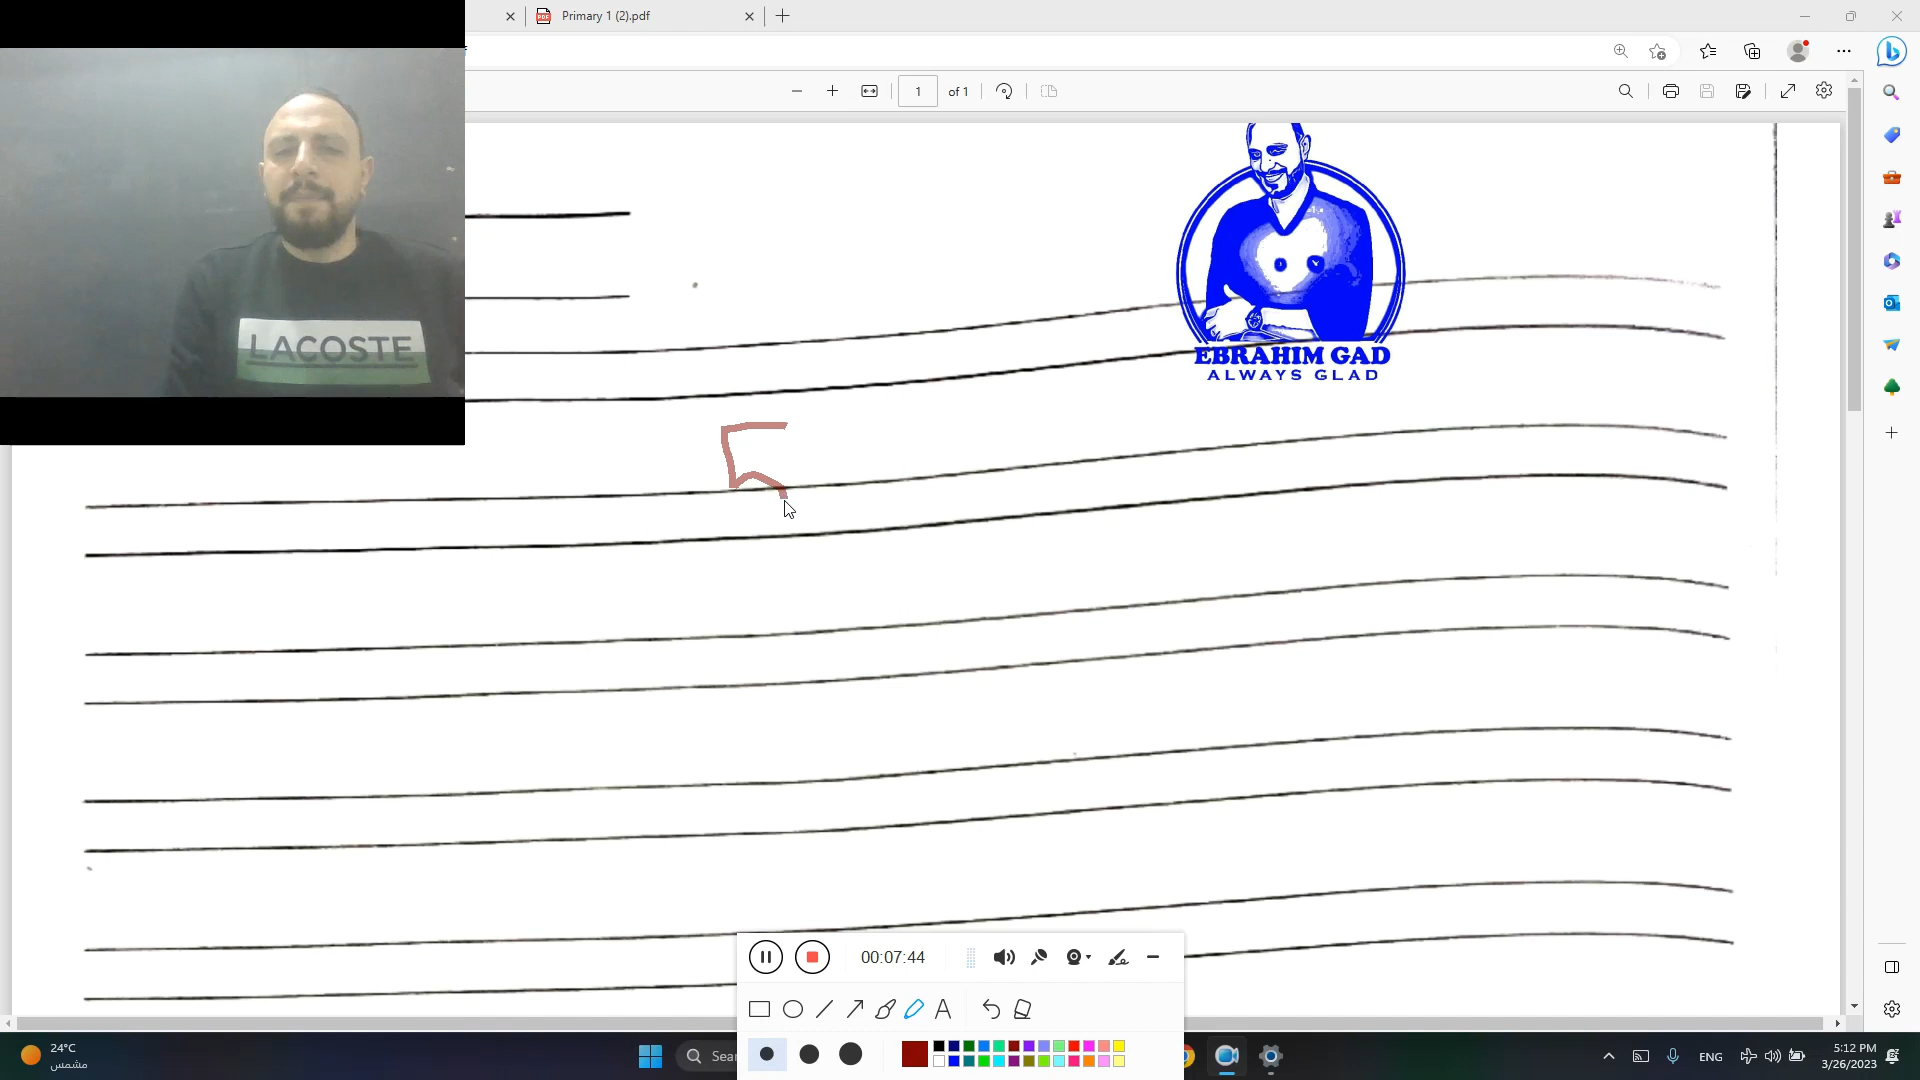 Primary 1 (2).pdf
1 of 1
LACOSTE
EBRAHIM GAD
ALWAYS GLAD
00:07:44
A
24°C
مشمس
ENG
5:12 PM
3/26/2023